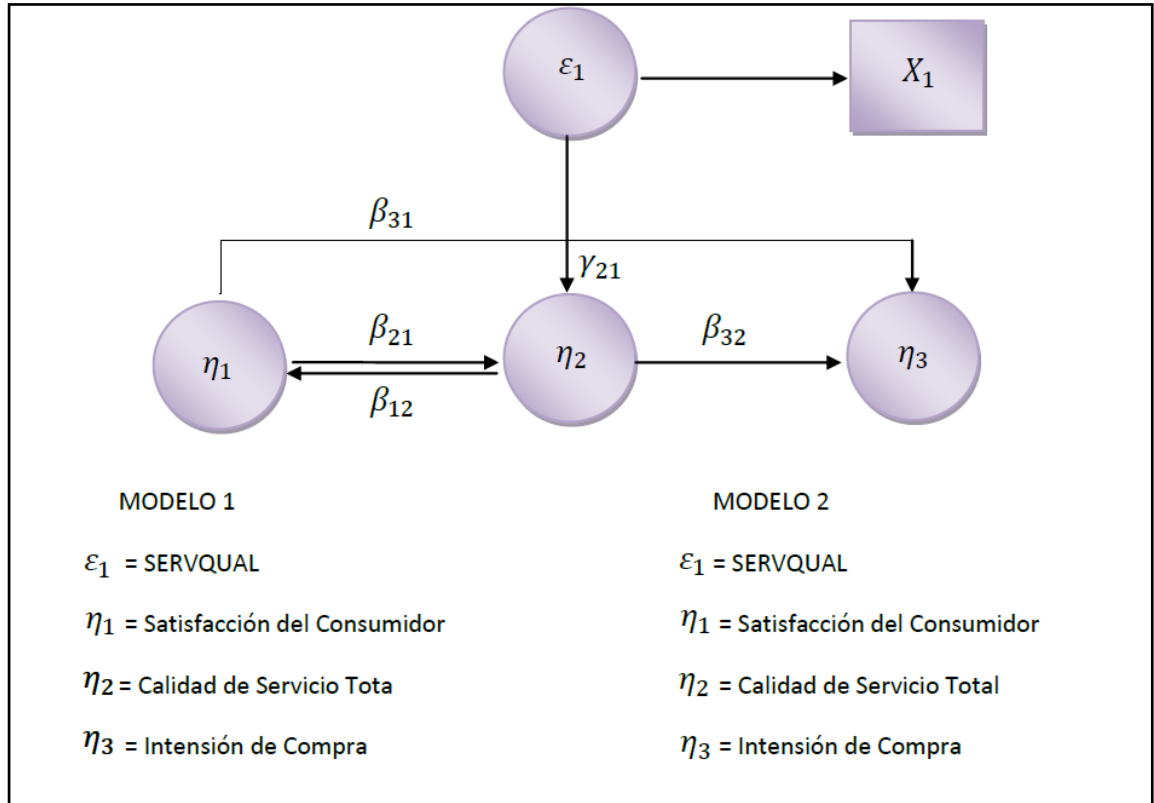 ε₁
X₁
β₃₁
γ₂₁
η₁
β₂₁
β₁₂
η₂
β₃₂
η₃
MODELO 1
ε₁ = SERVQUAL
η₁ = Satisfacción del Consumidor
η₂ = Calidad de Servicio Tota
η₃ = Intensión de Compra
MODELO 2
ε₁ = SERVQUAL
η₁ = Satisfacción del Consumidor
η₂ = Calidad de Servicio Total
η₃ = Intensión de Compra